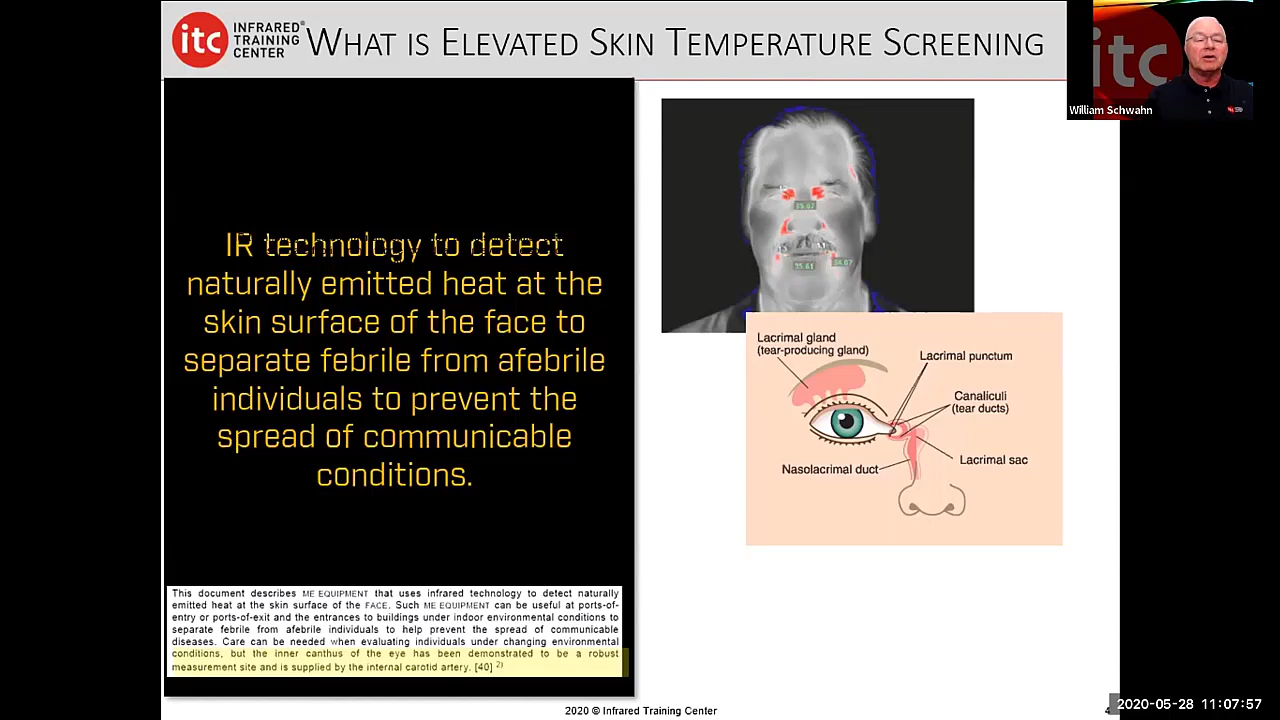 itc INFRARED® TRAINING CENTER
WHAT IS ELEVATED SKIN TEMPERATURE SCREENING
itc
William Schwahn
IR technology to detect
naturally emitted heat at the
skin surface of the face to
separate febrile from afebrile
individuals to prevent the
spread of communicable
conditions.
35.61
Lacrimal gland
(tear-producing gland)
Lacrimal punctum
Canaliculi
(tear ducts)
Lacrimal sac
Nasolacrimal duct
This document describes ME EQUIPMENT that uses infrared technology to detect naturally
emitted heat at the skin surface of the FACE. Such ME EQUIPMENT can be useful at ports-of-
entry or ports-of-exit and the entrances to buildings under indoor environmental conditions to
separate febrile from afebrile individuals to help prevent the spread of communicable
diseases. Care can be needed when evaluating individuals under changing environmental
conditions, but the inner canthus of the eye has been demonstrated to be a robust
measurement site and is supplied by the internal carotid artery. [40] 2)
2020 © Infrared Training Center
2020-05-28 11:07:57